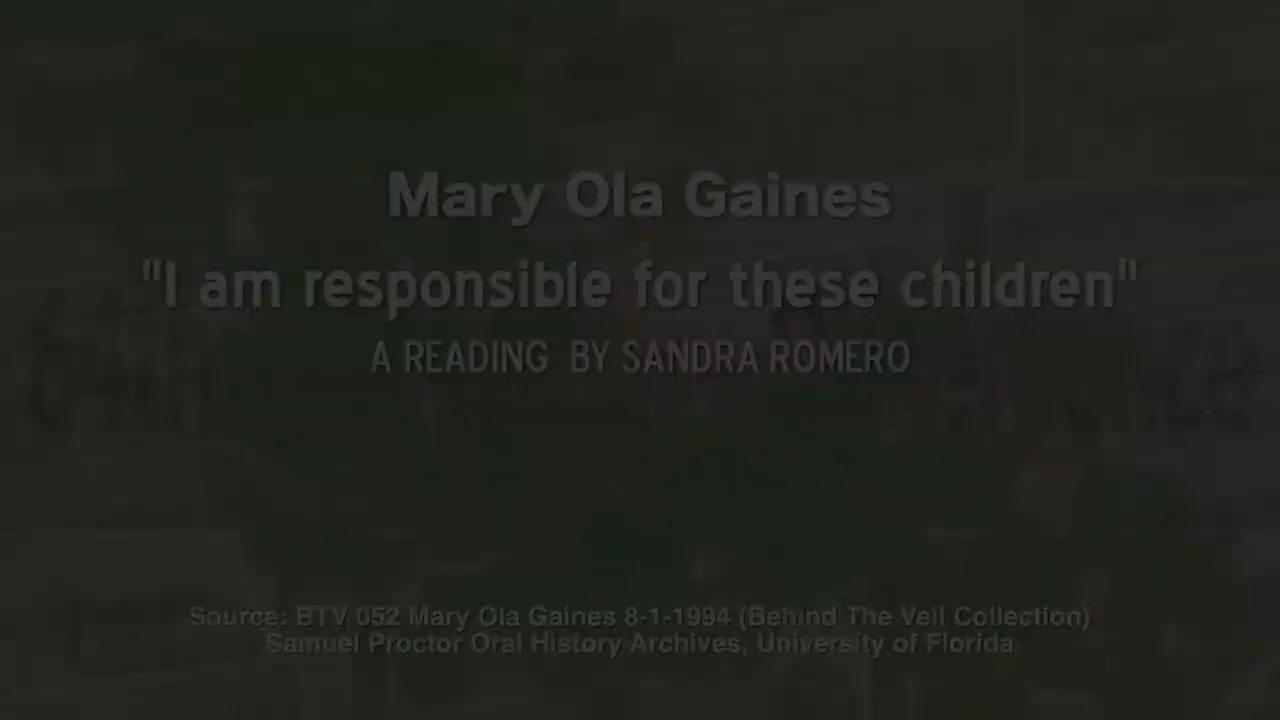 Mary Ola Gaines
"I am responsible for these children"
A READING BY SANDRA ROMERO
Source: BTV 052 Mary Ola Gaines 8-1-1994 (Behind The Veil Collection)
Samuel Proctor Oral History Archives, University of Florida